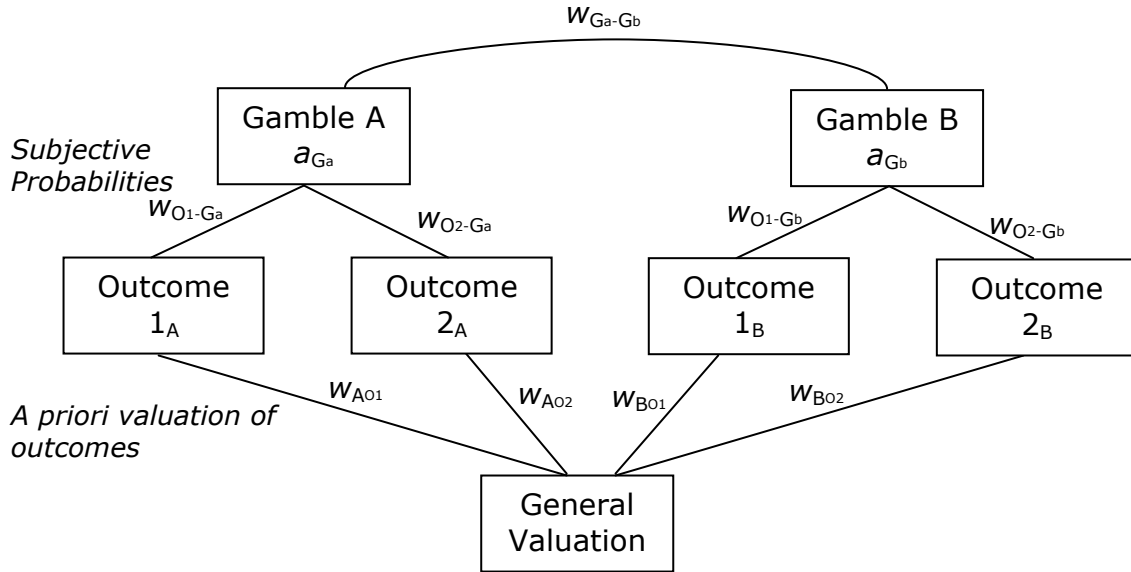 wGa-Gb
Gamble A
aGa
Gamble B
aGb
Subjective
Probabilities
wO1-Ga
wO2-Ga
wO1-Gb
wO2-Gb
Outcome
1A
Outcome
2A
Outcome
1B
Outcome
2B
wAO1
wAO2
wBO1
wBO2
A priori valuation of
outcomes
General
Valuation